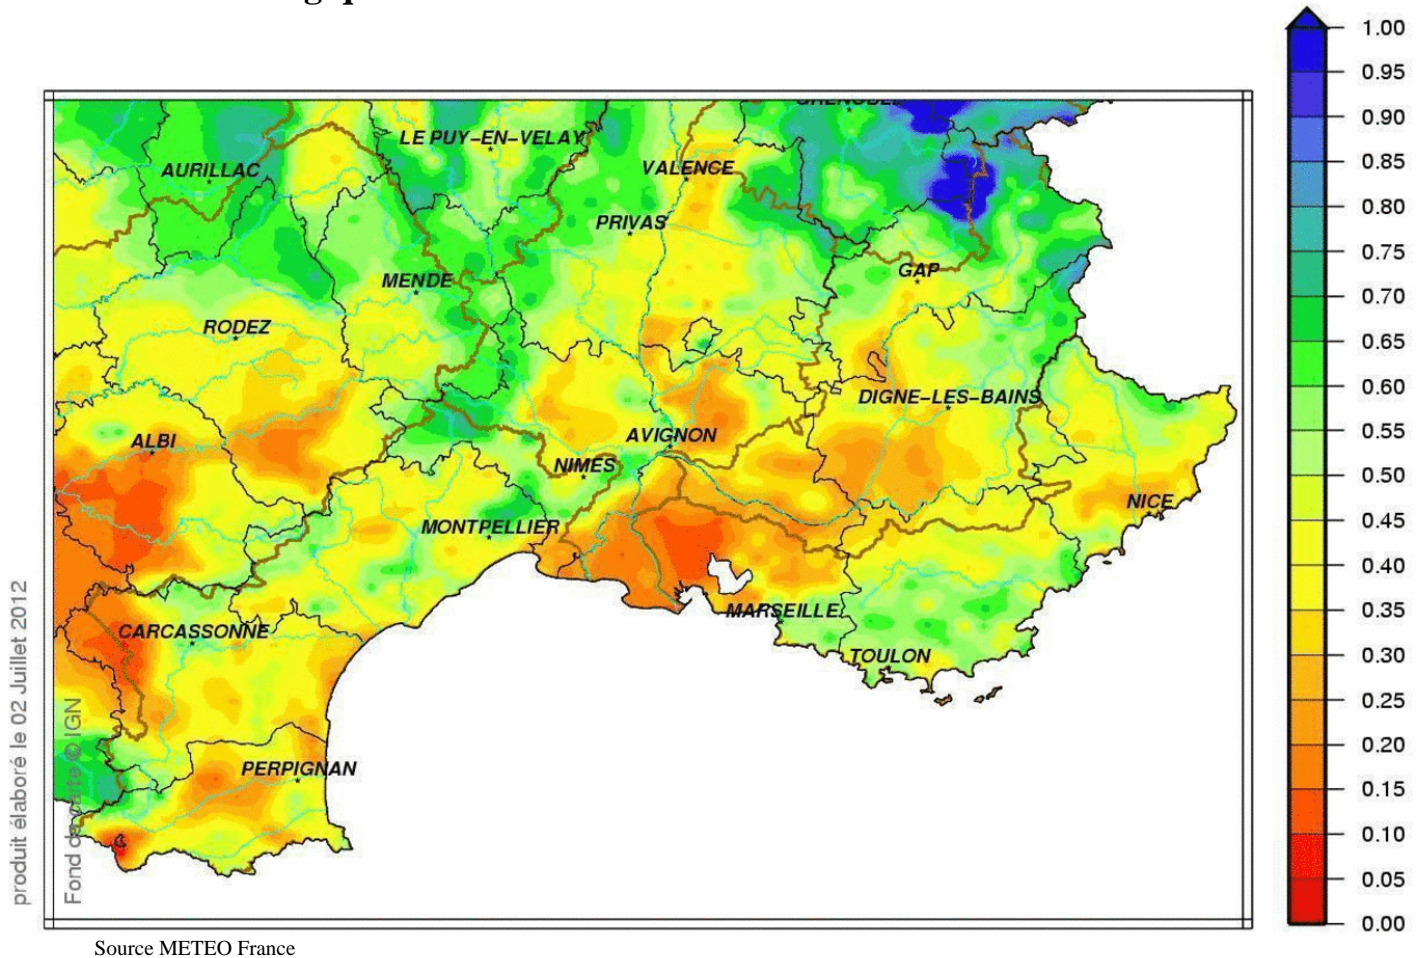 GRENOBLE
LE PUY-EN-VELAY
AURILLAC
VALENCE
PRIVAS
GAP
MENDE
RODEZ
DIGNE-LES-BAINS
AVIGNON
ALBI
NIMES
NICE
MONTPELLIER
MARSEILLE
CARCASSONNE
TOULON
PERPIGNAN
1.00
0.95
0.90
0.85
0.80
0.75
0.70
0.65
0.60
0.55
0.50
0.45
0.40
0.35
0.30
0.25
0.20
0.15
0.10
0.05
0.00
produit élaboré le 02 Juillet 2012
Fond de carte © IGN
Source METEO France